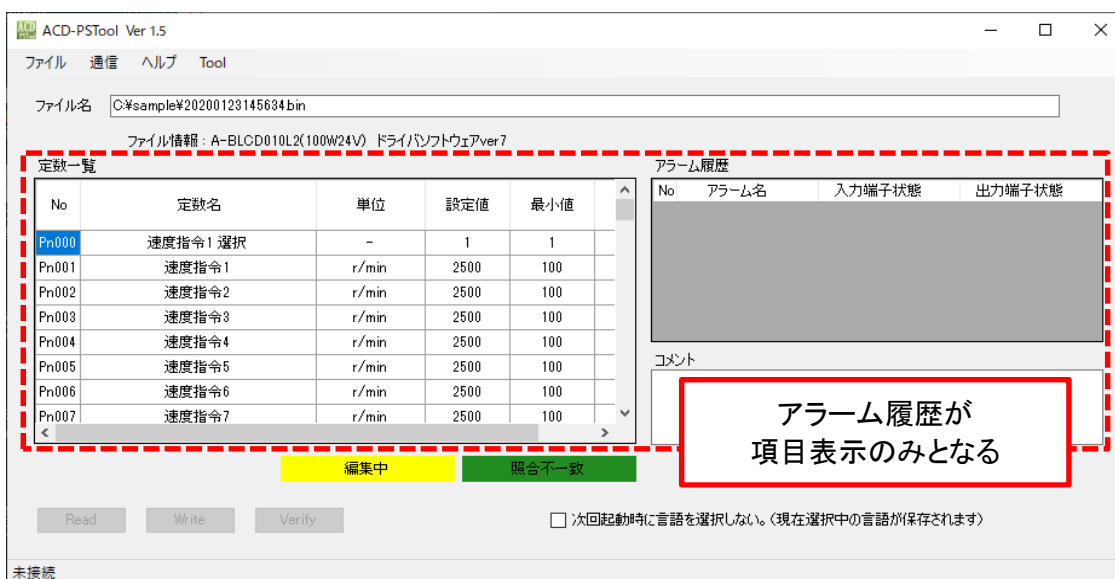 ACD-PSTool Ver 1.5
ファイル 通信 ヘルプ Tool
ファイル名 C:¥sample¥20200123145634.bin
ファイル情報:A-BLCD010L2(100W24V) ドライバソフトウェアver7
定数一覧
No 定数名 単位 設定値 最小値
Pn000 速度指令1 選択 - 1 1
Pn001 速度指令1 r/min 2500 100
Pn002 速度指令2 r/min 2500 100
Pn003 速度指令3 r/min 2500 100
Pn004 速度指令4 r/min 2500 100
Pn005 速度指令5 r/min 2500 100
Pn006 速度指令6 r/min 2500 100
Pn007 速度指令7 r/min 2500 100
アラーム履歴
No アラーム名 入力端子状態 出力端子状態
コメント
アラーム履歴が
項目表示のみとなる
編集中 照合不一致
Read Write Verify
次回起動時に言語を選択しない。(現在選択中の言語が保存されます)
未接続